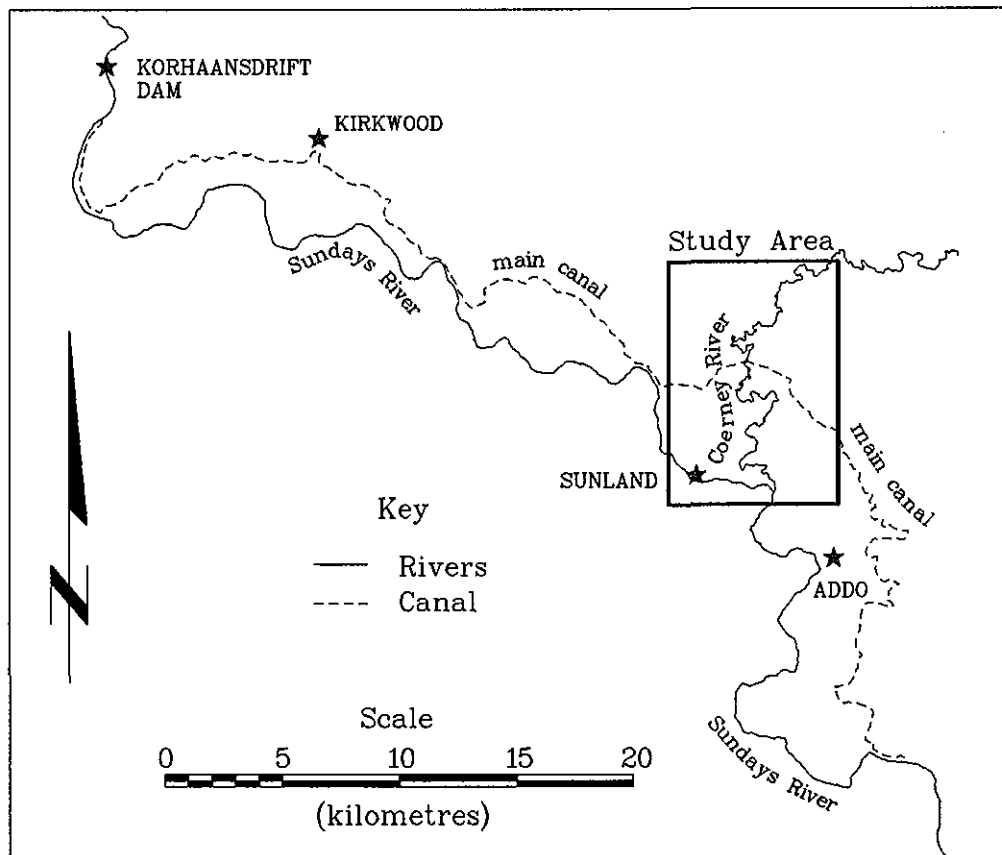 KORHAANSDRIFT
DAM
KIRKWOOD
Study Area
Sundays River
main canal
Coerney River
main canal
SUNLAND
Key
Rivers
Canal
ADDO
Scale
0 5 10 15 20
(kilometres)
Sundays River
N